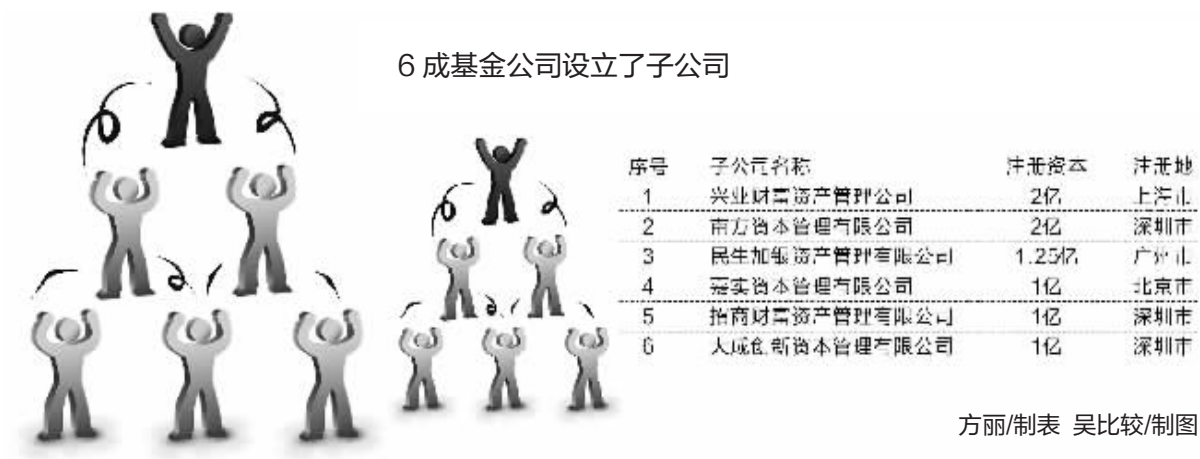 6成基金公司设立了子公司
序号 子公司名称 注册资本 注册地
1 兴业财富资产管理公司 2亿 上海市
2 南方资本管理有限公司 2亿 深圳市
3 民生加银资产管理有限公司 1.25亿 广州市
4 嘉实资本管理有限公司 1亿 北京市
5 招商财富资产管理有限公司 1亿 深圳市
6 大成创新资本管理有限公司 1亿 深圳市
方丽/制表 吴比较/制图